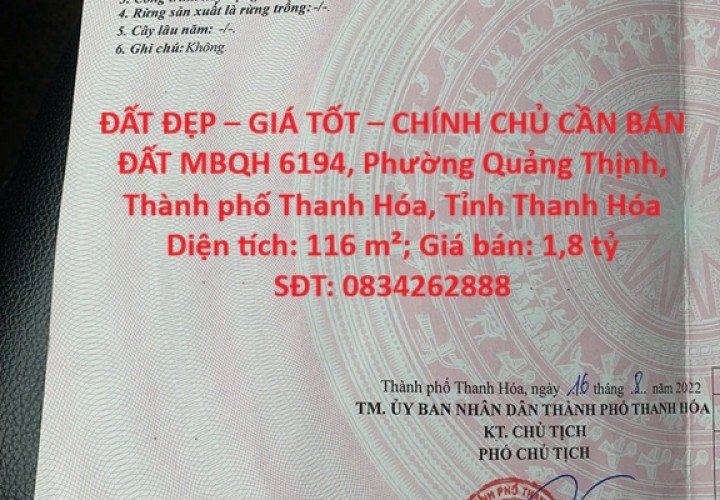 4. Rừng sản xuất là rừng trồng: -/-.
5. Cây lâu năm: -/-.
6. Ghi chú: Không.
ĐẤT ĐẸP – GIÁ TỐT – CHÍNH CHỦ CẦN BÁN
ĐẤT MBQH 6194, Phường Quảng Thịnh,
Thành phố Thanh Hóa, Tỉnh Thanh Hóa
Diện tích: 116 m²; Giá bán: 1,8 tỷ
SĐT: 0834262888
Thành phố Thanh Hóa, ngày 16 tháng 8 năm 2022
TM. ỦY BAN NHÂN DÂN THÀNH PHỐ THANH HÓA
KT. CHỦ TỊCH
PHÓ CHỦ TỊCH